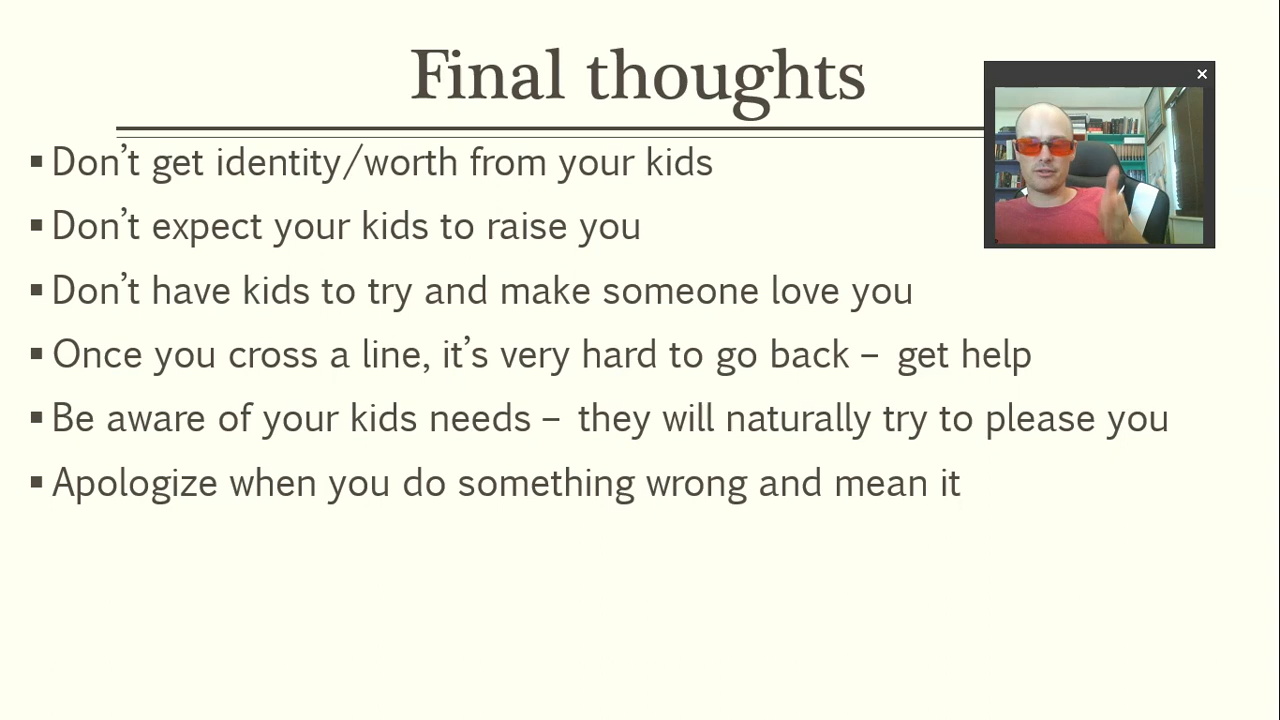 Final thoughts
▪ Don’t get identity/worth from your kids
▪ Don’t expect your kids to raise you
▪ Don’t have kids to try and make someone love you
▪ Once you cross a line, it’s very hard to go back – get help
▪ Be aware of your kids needs – they will naturally try to please you
▪ Apologize when you do something wrong and mean it